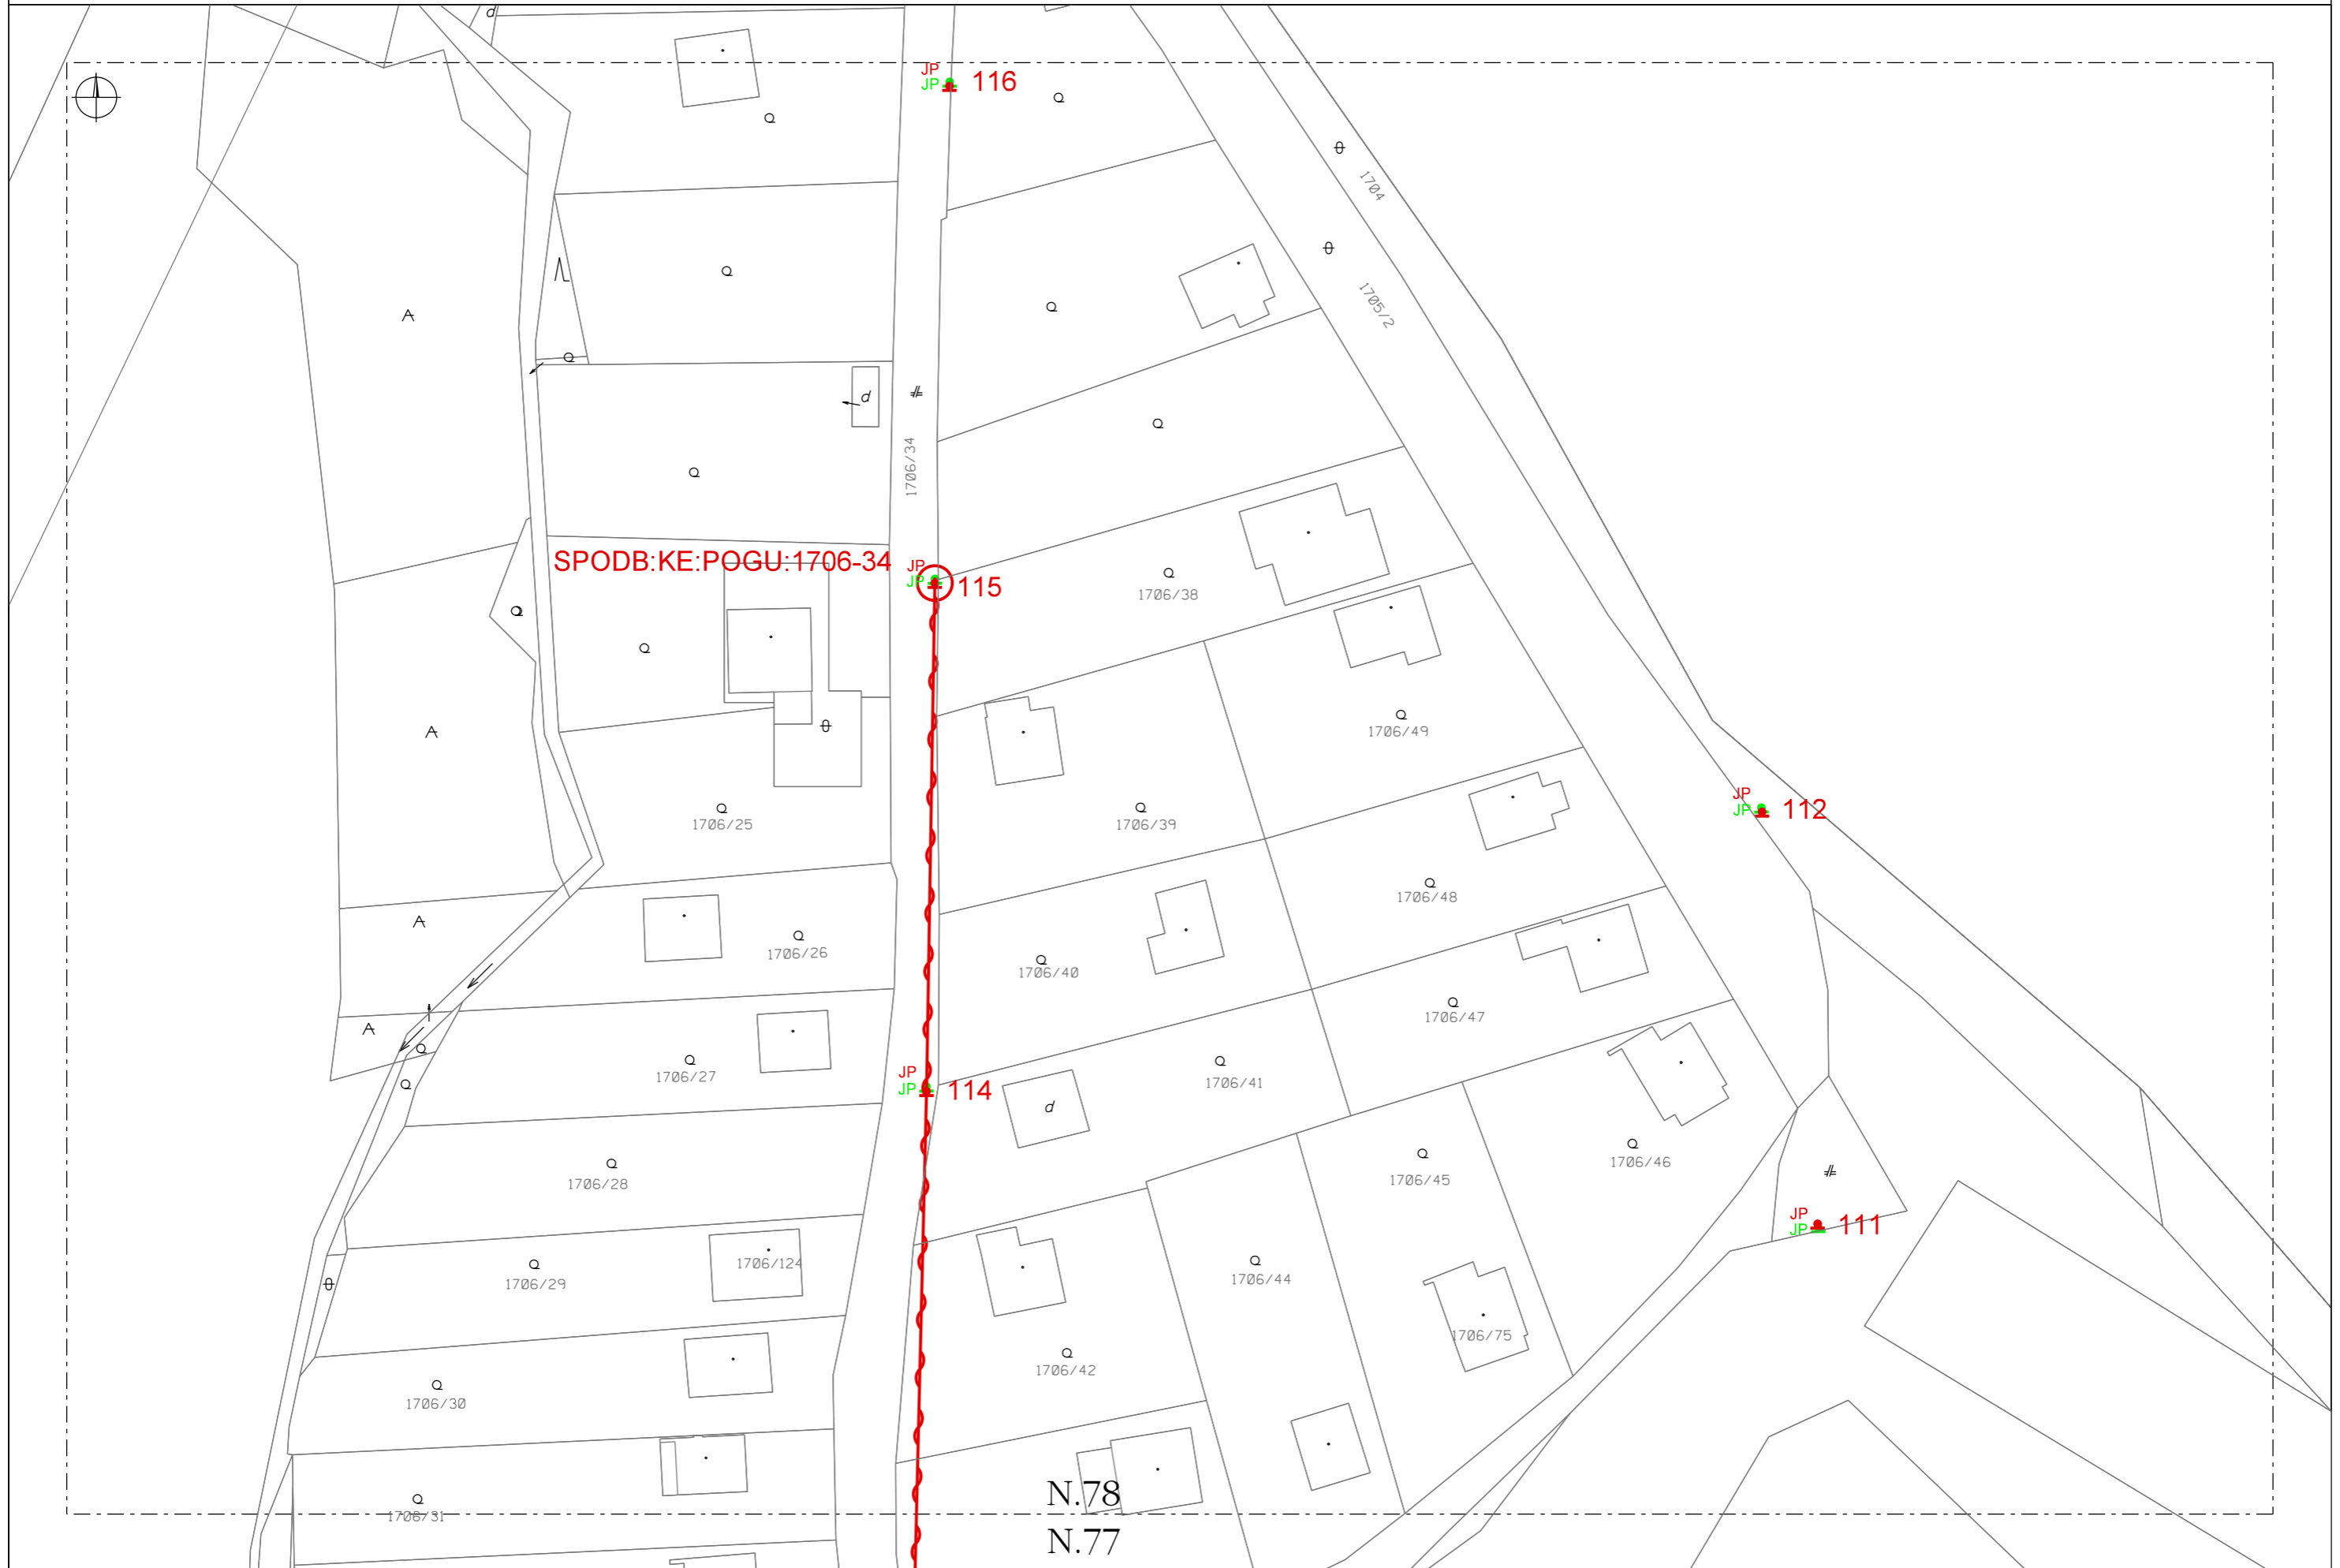 d
JP
JP 116
1704
1705/2
d
1706/34
SPODB:KE:POGU:1706-34
JP
JP 115
1706/38
1706/49
1706/25
1706/39
JP
JP 112
1706/48
1706/26
1706/40
1706/47
1706/27
1706/41
JP
JP 114
d
1706/28
1706/45
1706/46
JP
JP 111
1706/29
1706/124
1706/44
1706/75
1706/42
1706/30
N.78
1706/31
N.77